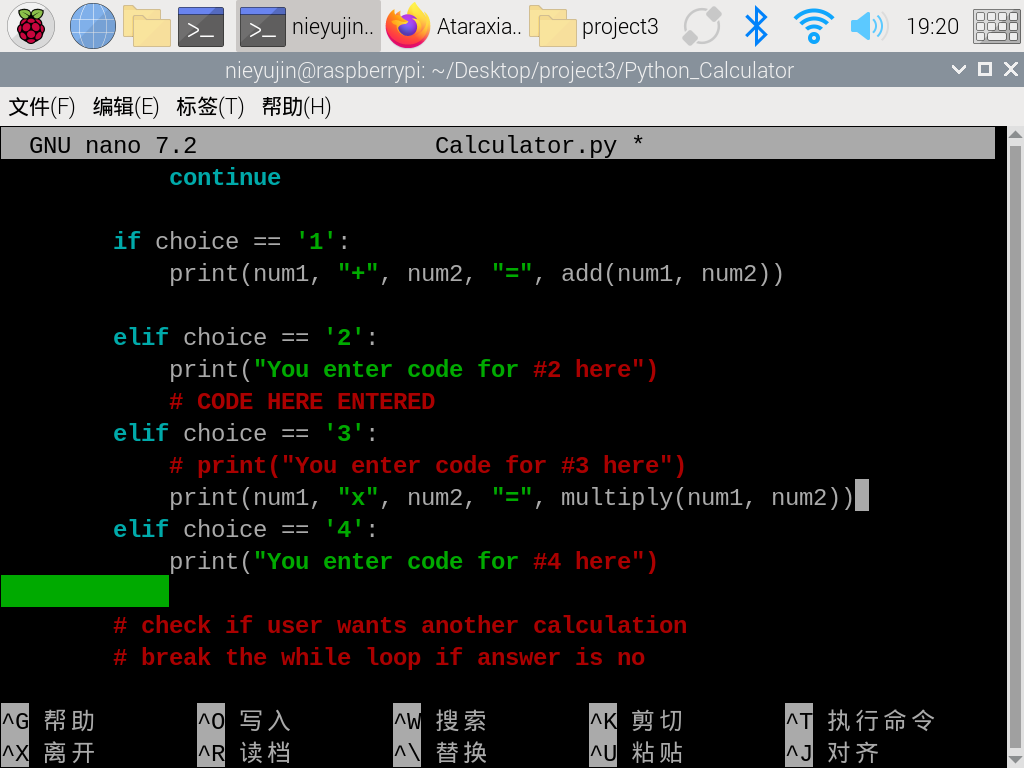 >_ >_ nieyujin.. Ataraxia.. project3 19:20
nieyujin@raspberrypi: ~/Desktop/project3/Python_Calculator
文件(F) 编辑(E) 标签(T) 帮助(H)
GNU nano 7.2 Calculator.py *
continue
if choice == '1':
print(num1, "+", num2, "=", add(num1, num2))
elif choice == '2':
print("You enter code for #2 here")
# CODE HERE ENTERED
elif choice == '3':
# print("You enter code for #3 here")
print(num1, "x", num2, "=", multiply(num1, num2))
elif choice == '4':
print("You enter code for #4 here")
# check if user wants another calculation
# break the while loop if answer is no
^G 帮助 ^O 写入 ^W 搜索 ^K 剪切 ^T 执行命令
^X 离开 ^R 读档 ^\ 替换 ^U 粘贴 ^J 对齐